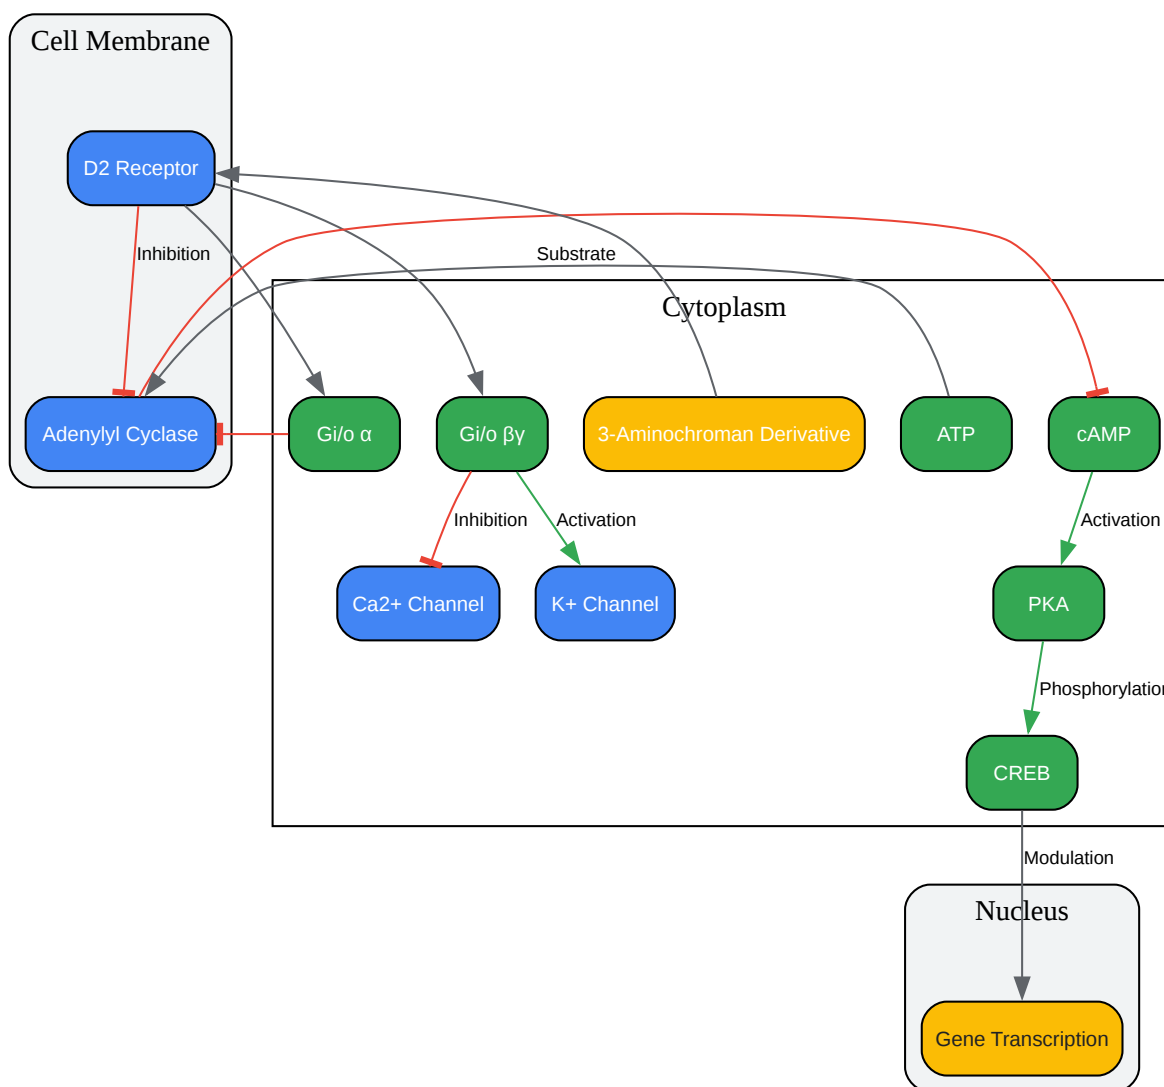 Cell Membrane
D2 Receptor
Inhibition
Substrate
Cytoplasm
Adenylyl Cyclase
Gi/o α
Gi/o βγ
3-Aminochroman Derivative
ATP
cAMP
Inhibition
Activation
Activation
Ca2+ Channel
K+ Channel
PKA
Phosphorylation
CREB
Modulation
Nucleus
Gene Transcription